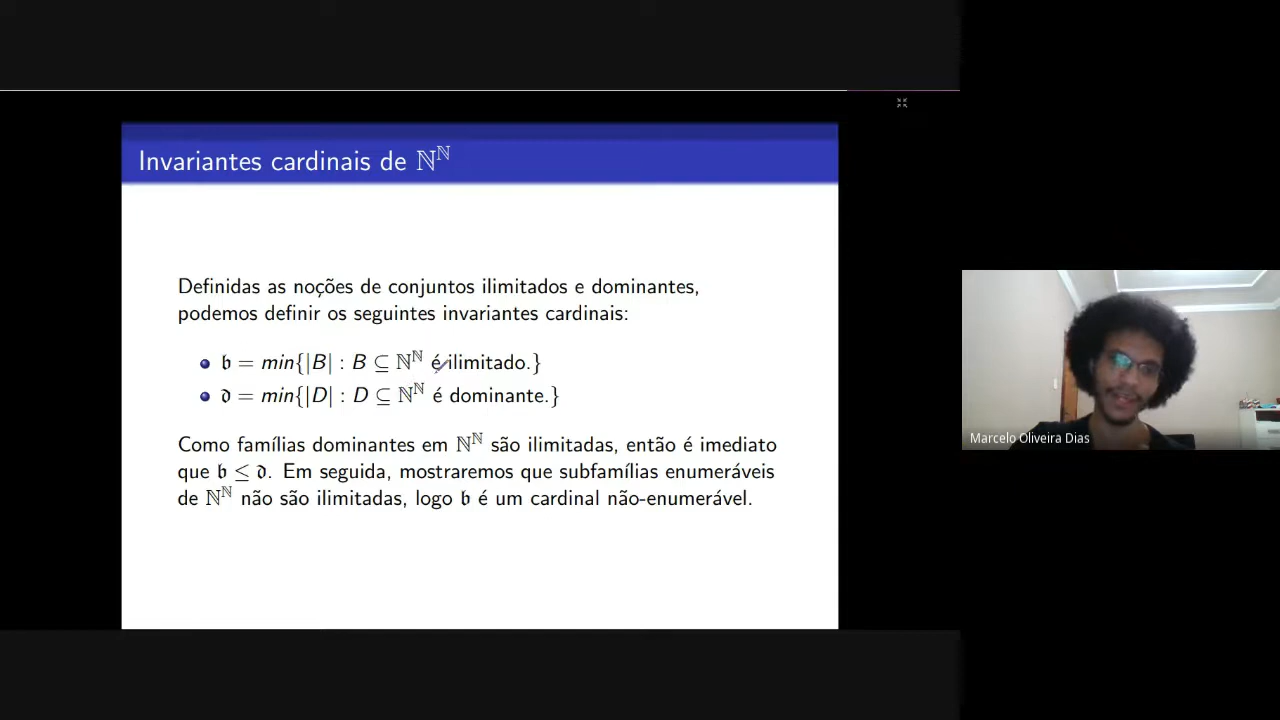 Invariantes cardinais de ℕ^ℕ
Definidas as noções de conjuntos ilimitados e dominantes,
podemos definir os seguintes invariantes cardinais:
𝔟 = min{|B| : B ⊆ ℕ^ℕ é ilimitado.}
𝔡 = min{|D| : D ⊆ ℕ^ℕ é dominante.}
Como famílias dominantes em ℕ^ℕ são ilimitadas, então é imediato
que 𝔟 ≤ 𝔡. Em seguida, mostraremos que subfamílias enumeráveis
de ℕ^ℕ não são ilimitadas, logo 𝔟 é um cardinal não-enumerável.
Marcelo Oliveira Dias